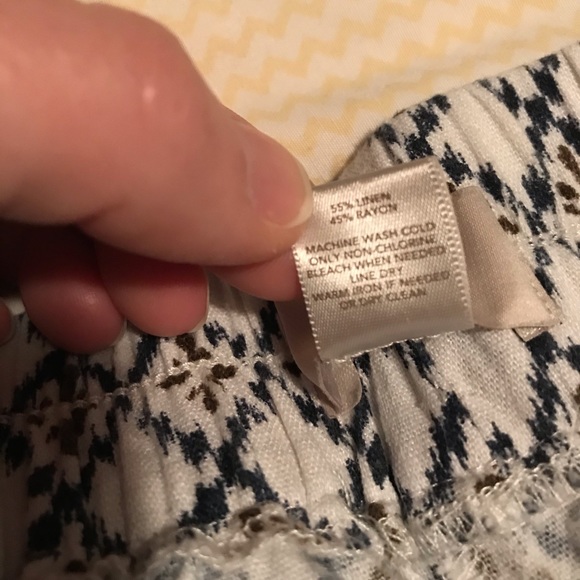 55% LINEN
45% RAYON
MACHINE WASH COLD
ONLY NON-CHLORINE
BLEACH WHEN NEEDED
LINE DRY
WARM IRON IF NEEDED
OR DRY CLEAN